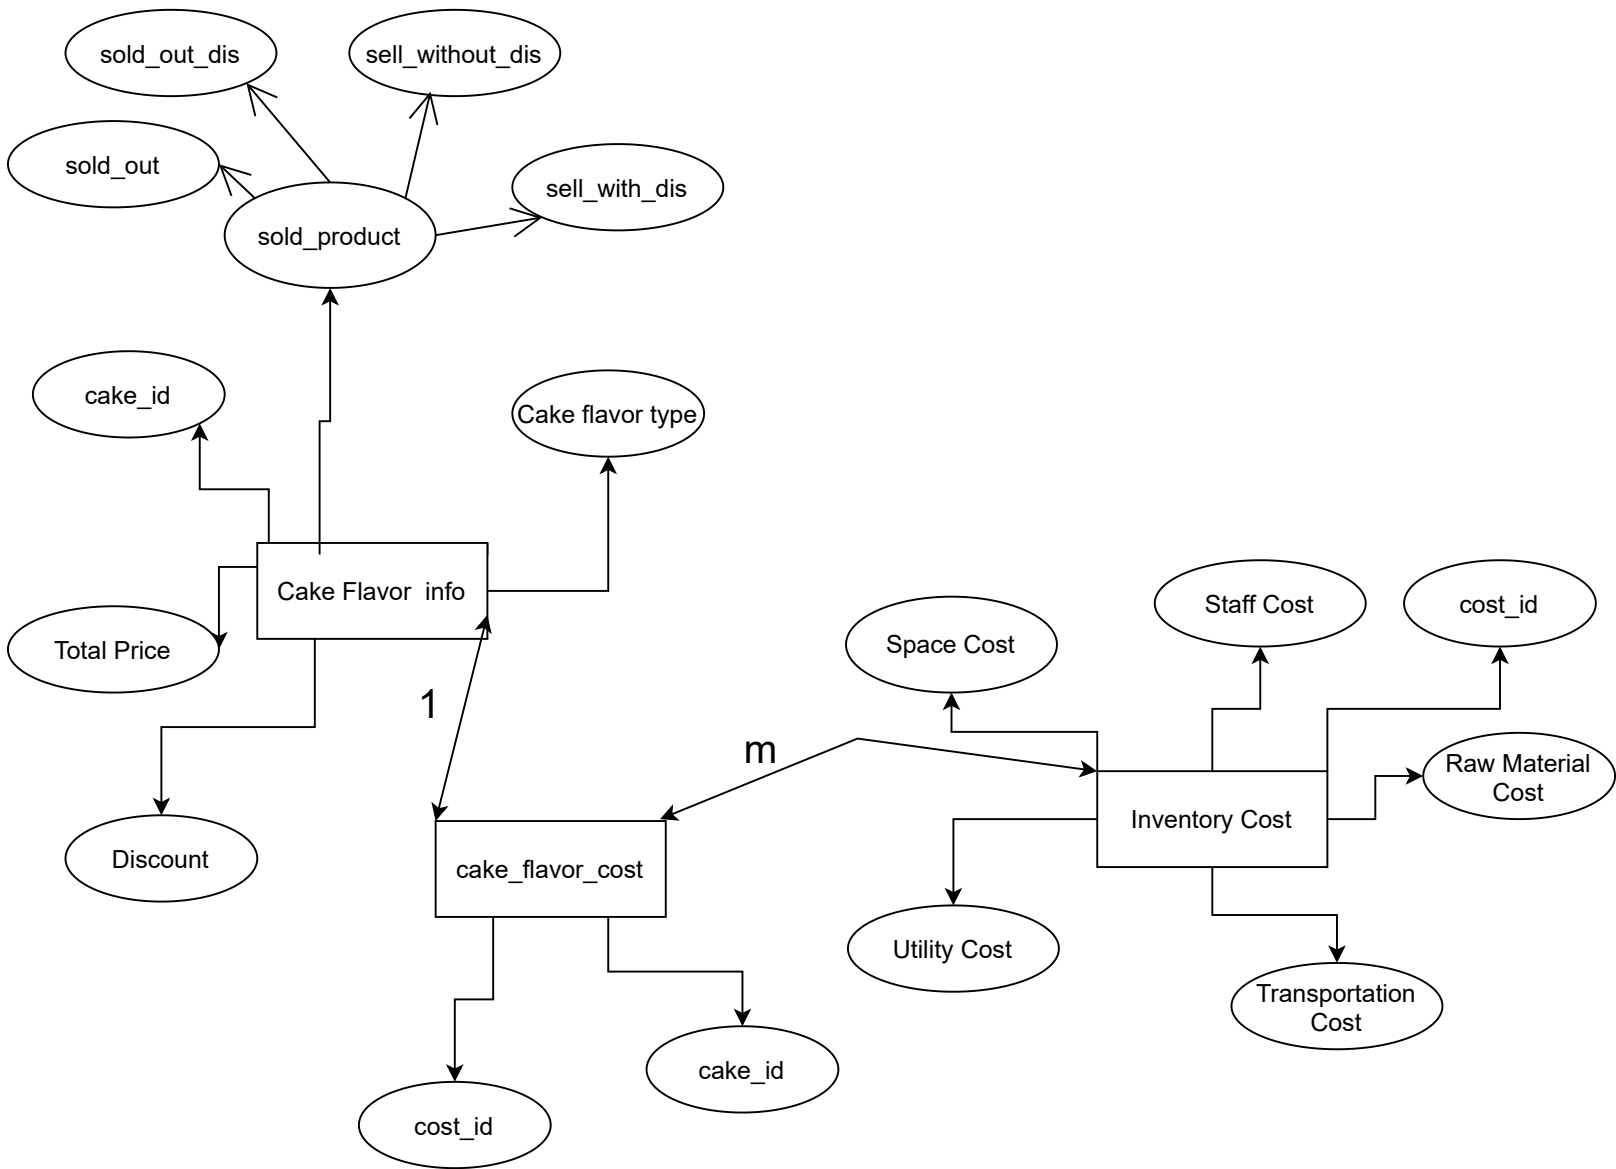 sold_out_dis
sell_without_dis
sold_out
sell_with_dis
sold_product
cake_id
Cake flavor type
Cake Flavor  info
Total Price
Discount
1
m
Space Cost
Staff Cost
cost_id
Raw Material
Cost
Inventory Cost
cake_flavor_cost
Utility Cost
Transportation
Cost
cake_id
cost_id